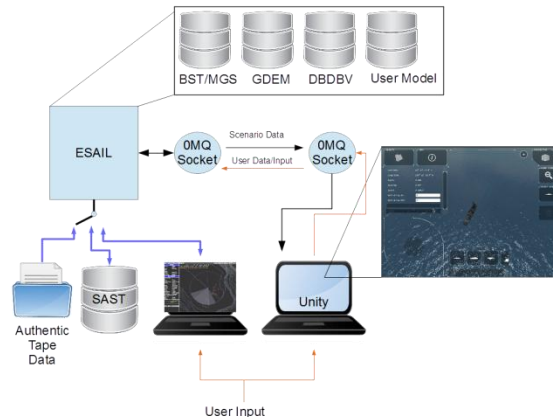 BST/MGS GDEM DBDBV User Model
ESAIL
0MQ
Socket
Scenario Data
User Data/Input
0MQ
Socket
SAST
Unity
Authentic
Tape
Data
User Input